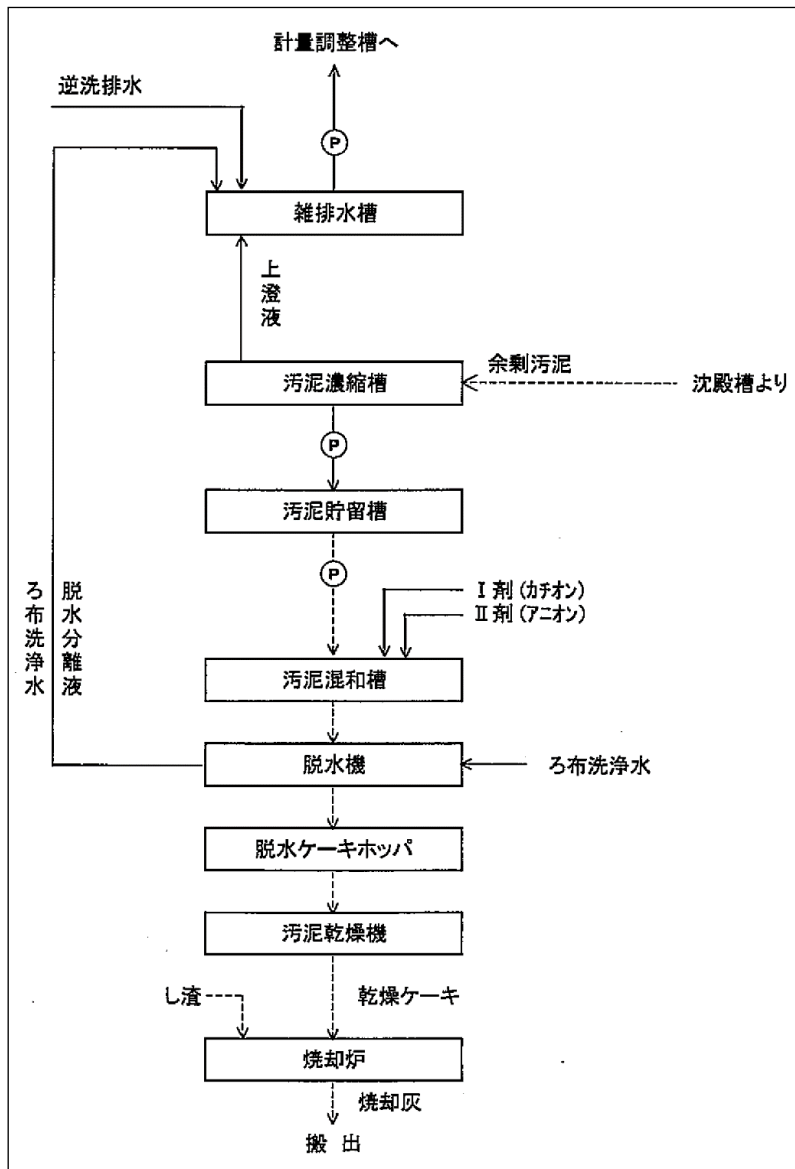 計量調整槽へ
逆洗排水
P
雑排水槽
上澄液
余剰汚泥
汚泥濃縮槽
沈殿槽より
P
汚泥貯留槽
P
Ⅰ剤(カチオン)
Ⅱ剤(アニオン)
脱水分離液
ろ布洗浄水
汚泥混和槽
脱水機
ろ布洗浄水
脱水ケーキホッパ
汚泥乾燥機
し渣
乾燥ケーキ
焼却炉
焼却灰
搬出